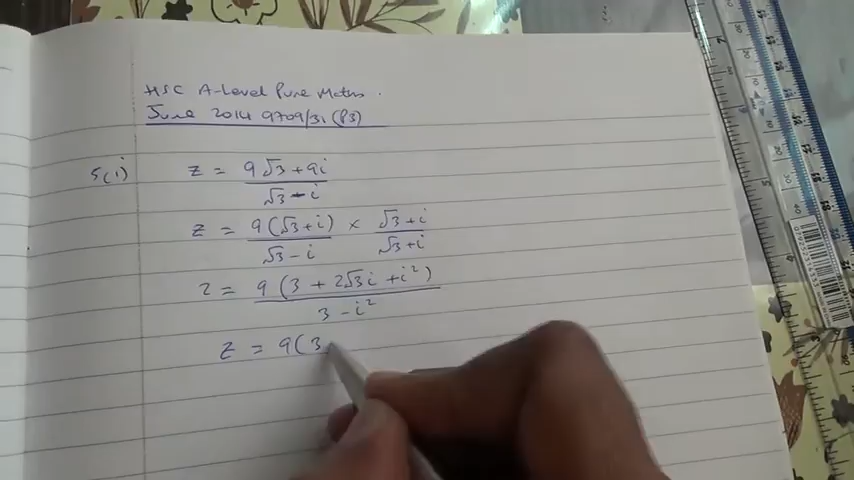 HSC A-Level Pure Maths.
June 2014 9709/31 (P3)
5(i) z = 9√3+9i / √3-i
z = 9(√3+i) / √3-i × √3+i / √3+i
z = 9(3 + 2√3i + i²) / 3-i²
z = 9(3